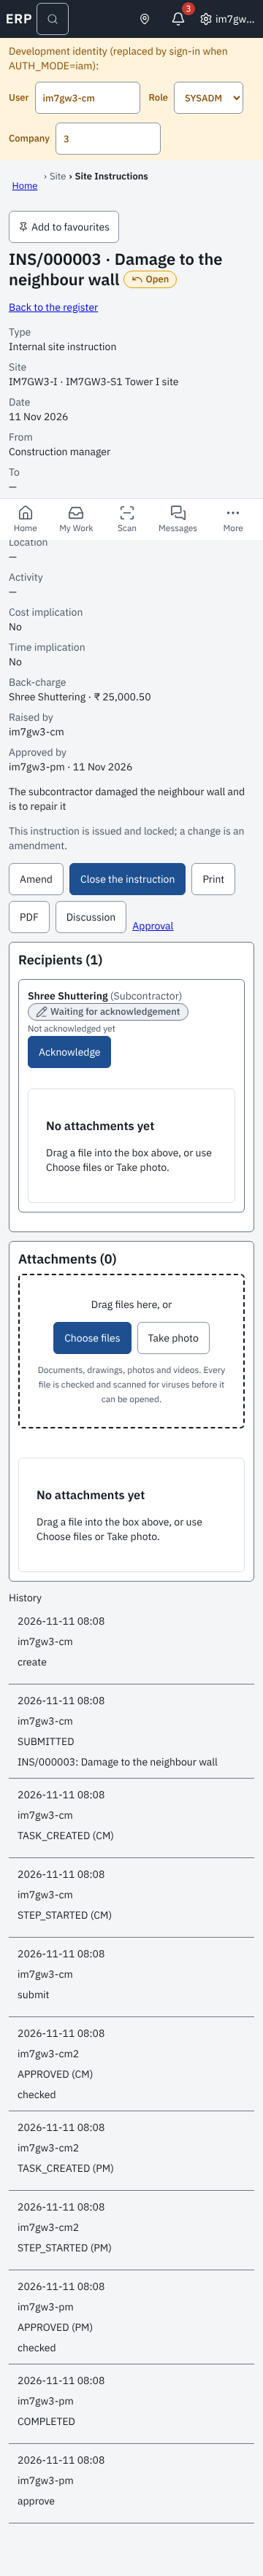 ERP
3
im7gw...
Development identity (replaced by sign-in when
AUTH_MODE=iam):
User im7gw3-cm Role SYSADM
Company 3
Home › Site › Site Instructions
Add to favourites
INS/000003 · Damage to the
neighbour wall Open
Back to the register
Type
Internal site instruction
Site
IM7GW3-I · IM7GW3-S1 Tower I site
Date
11 Nov 2026
From
Construction manager
To
—
Home My Work Scan Messages More
Location
—
Activity
—
Cost implication
No
Time implication
No
Back-charge
Shree Shuttering · ₹ 25,000.50
Raised by
im7gw3-cm
Approved by
im7gw3-pm · 11 Nov 2026
The subcontractor damaged the neighbour wall and
is to repair it
This instruction is issued and locked; a change is an
amendment.
Amend Close the instruction Print
PDF Discussion Approval
Recipients (1)
Shree Shuttering (Subcontractor)
Waiting for acknowledgement
Not acknowledged yet
Acknowledge
No attachments yet
Drag a file into the box above, or use
Choose files or Take photo.
Attachments (0)
Drag files here, or
Choose files Take photo
Documents, drawings, photos and videos. Every
file is checked and scanned for viruses before it
can be opened.
No attachments yet
Drag a file into the box above, or use
Choose files or Take photo.
History
2026-11-11 08:08
im7gw3-cm
create
2026-11-11 08:08
im7gw3-cm
SUBMITTED
INS/000003: Damage to the neighbour wall
2026-11-11 08:08
im7gw3-cm
TASK_CREATED (CM)
2026-11-11 08:08
im7gw3-cm
STEP_STARTED (CM)
2026-11-11 08:08
im7gw3-cm
submit
2026-11-11 08:08
im7gw3-cm2
APPROVED (CM)
checked
2026-11-11 08:08
im7gw3-cm2
TASK_CREATED (PM)
2026-11-11 08:08
im7gw3-cm2
STEP_STARTED (PM)
2026-11-11 08:08
im7gw3-pm
APPROVED (PM)
checked
2026-11-11 08:08
im7gw3-pm
COMPLETED
2026-11-11 08:08
im7gw3-pm
approve